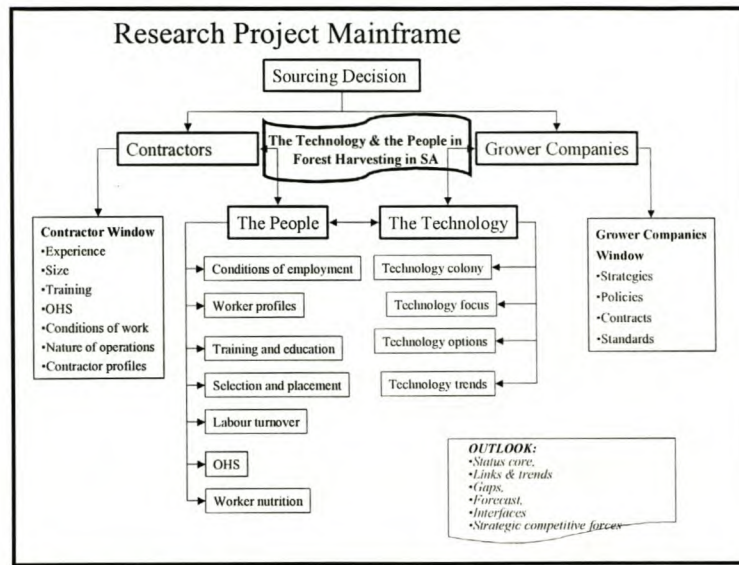 Research Project Mainframe
Sourcing Decision
Contractors
The Technology & the People in
Forest Harvesting in SA
Grower Companies
The People
The Technology
Contractor Window
•Experience
•Size
•Training
•OHS
•Conditions of work
•Nature of operations
•Contractor profiles
Conditions of employment
Worker profiles
Training and education
Selection and placement
Labour turnover
OHS
Worker nutrition
Technology colony
Technology focus
Technology options
Technology trends
Grower Companies
Window
•Strategies
•Policies
•Contracts
•Standards
OUTLOOK:
•Status core,
•Links & trends
•Gaps,
•Forecast,
•Interfaces
•Strategic competitive forces